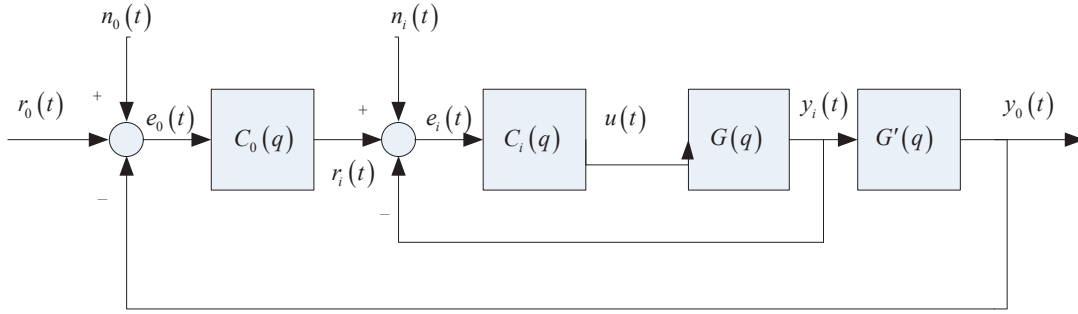 n₀(t)
nᵢ(t)
r₀(t)
+
e₀(t)
C₀(q)
+
rᵢ(t)
eᵢ(t)
Cᵢ(q)
u(t)
G(q)
yᵢ(t)
G′(q)
y₀(t)
−
−